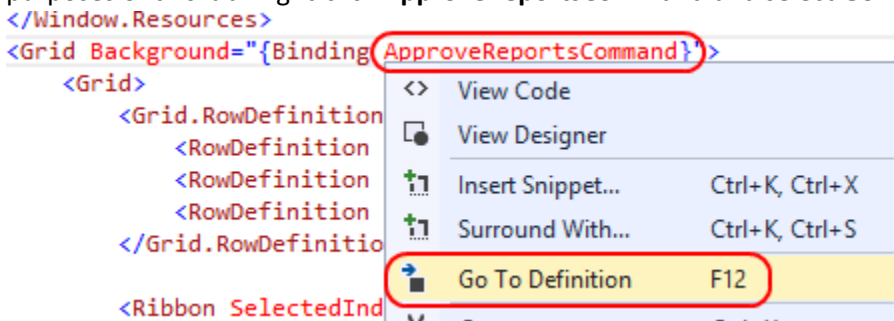 </Window.Resources>
<Grid Background="{Binding ApproveReportsCommand}">
<Grid>
<> View Code
<Grid.RowDefinition
View Designer
<RowDefinition
<RowDefinition
Insert Snippet... Ctrl+K, Ctrl+X
<RowDefinition
Surround With... Ctrl+K, Ctrl+S
</Grid.RowDefinitio
Go To Definition F12
<Ribbon SelectedInd